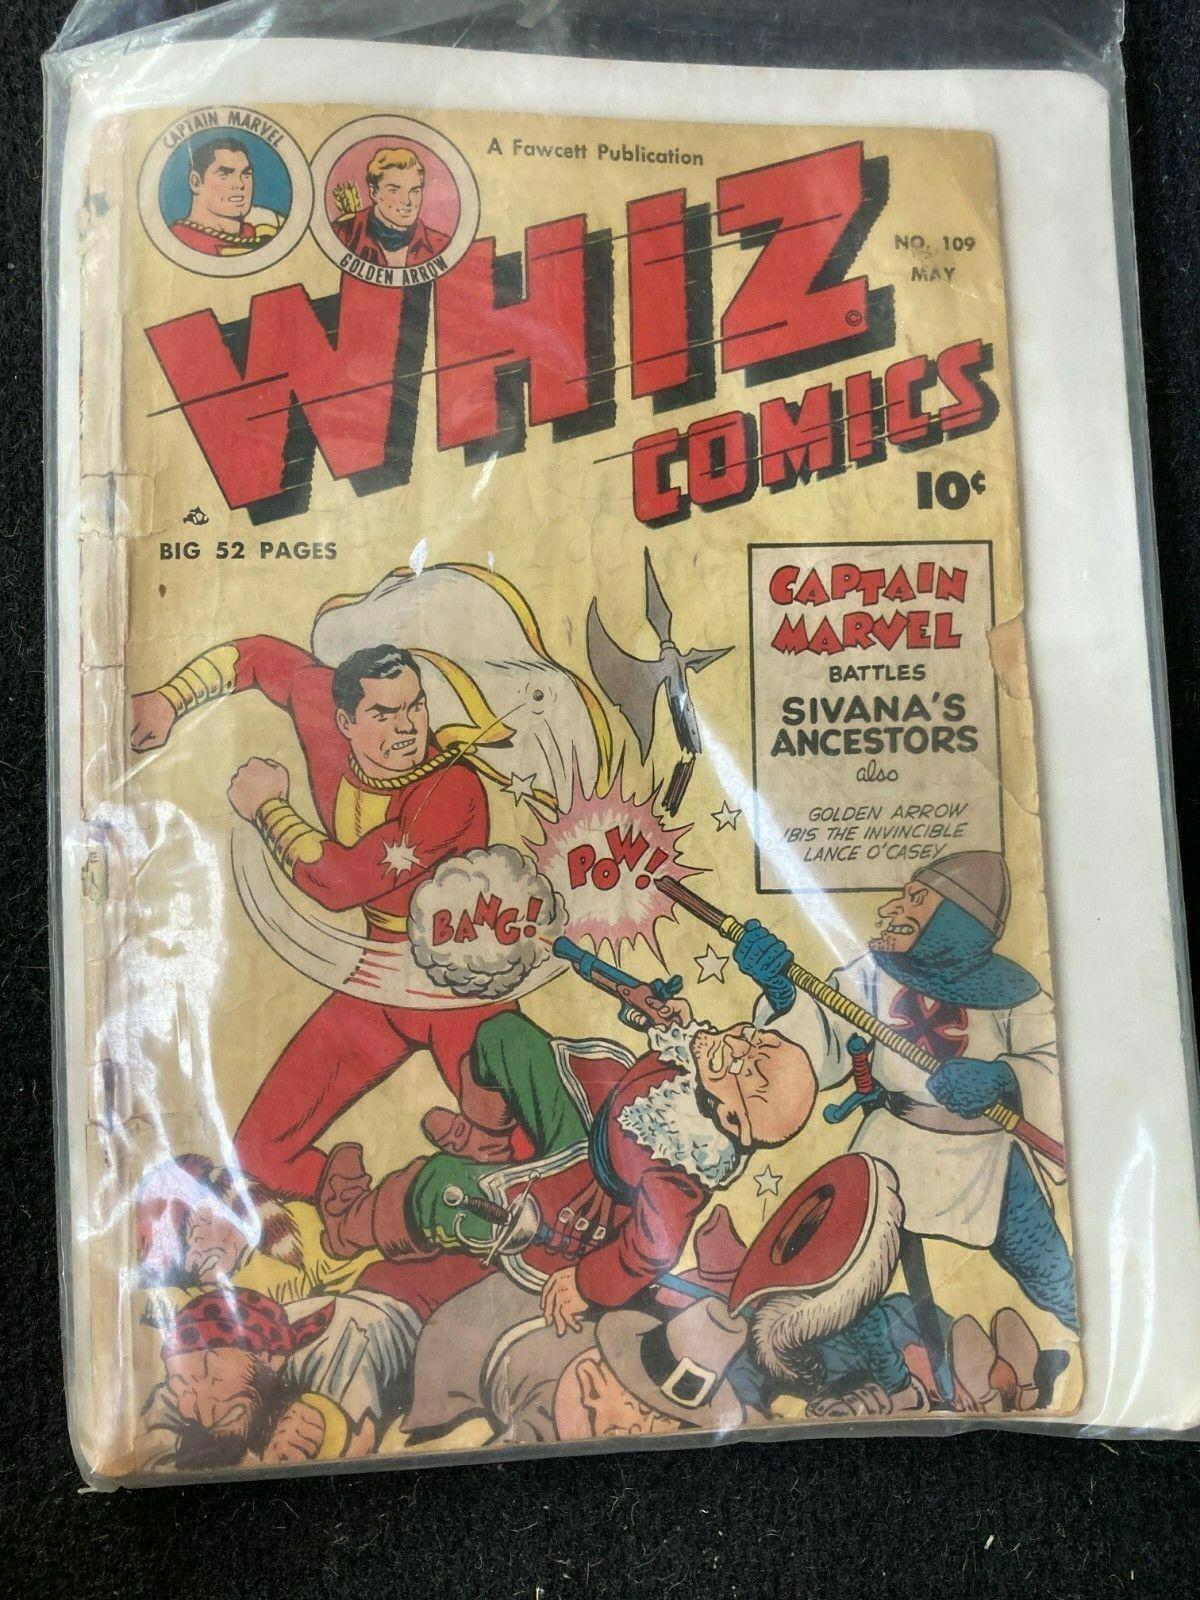 CAPTAIN MARVEL
GOLDEN ARROW
A Fawcett Publication
WHIZ
COMICS
©
NO. 109
MAY
10¢
BIG 52 PAGES
CAPTAIN
MARVEL
BATTLES
SIVANA'S
ANCESTORS
also
GOLDEN ARROW
IBIS THE INVINCIBLE
LANCE O'CASEY
POW!
BANG!